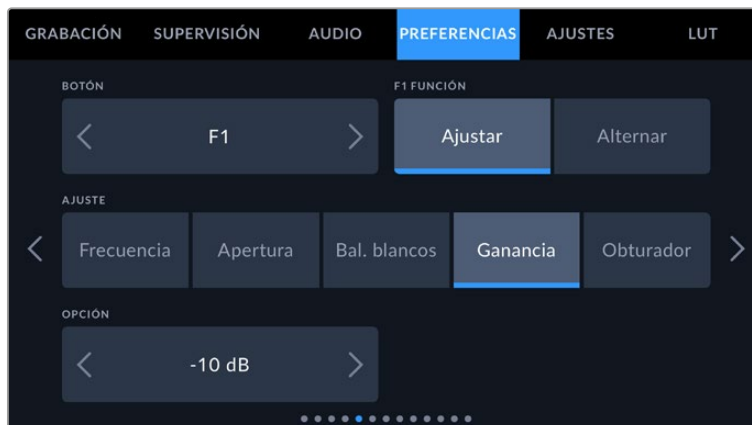 GRABACIÓN SUPERVISIÓN AUDIO PREFERENCIAS AJUSTES LUT
BOTÓN F1 FUNCIÓN
F1 Ajustar Alternar
AJUSTE
Frecuencia Apertura Bal. blancos Ganancia Obturador
OPCIÓN
-10 dB